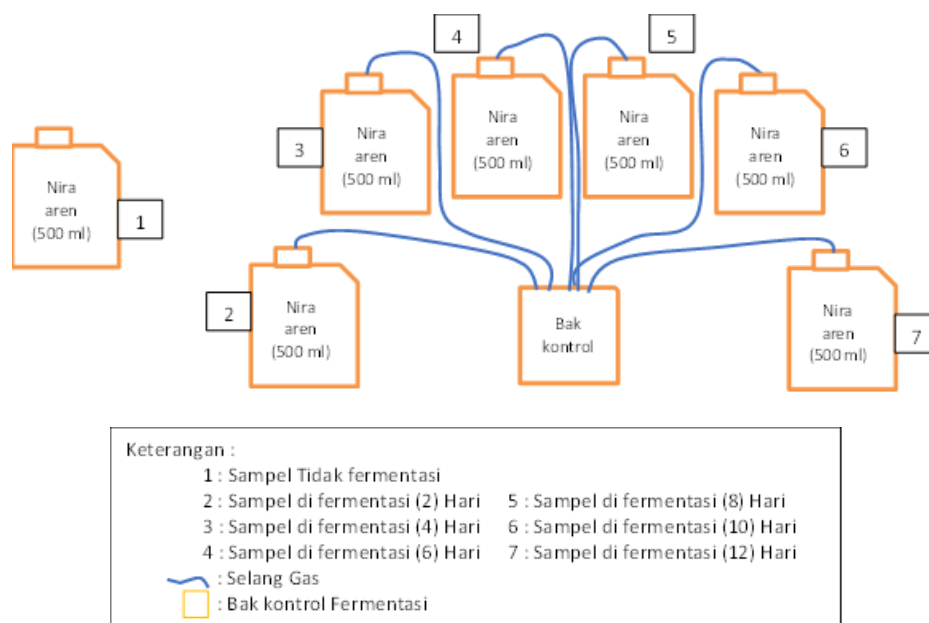 4
5
Nira
aren
(500 ml)
Nira
aren
(500 ml)
3
Nira
aren
(500 ml)
Nira
aren
(500 ml)
6
Nira
aren
(500 ml)
1
2
Nira
aren
(500 ml)
Bak
kontrol
Nira
aren
(500 ml)
7
Keterangan :
1 : Sampel Tidak fermentasi
2 : Sampel di fermentasi (2) Hari 5 : Sampel di fermentasi (8) Hari
3 : Sampel di fermentasi (4) Hari 6 : Sampel di fermentasi (10) Hari
4 : Sampel di fermentasi (6) Hari 7 : Sampel di fermentasi (12) Hari
: Selang Gas
: Bak kontrol Fermentasi